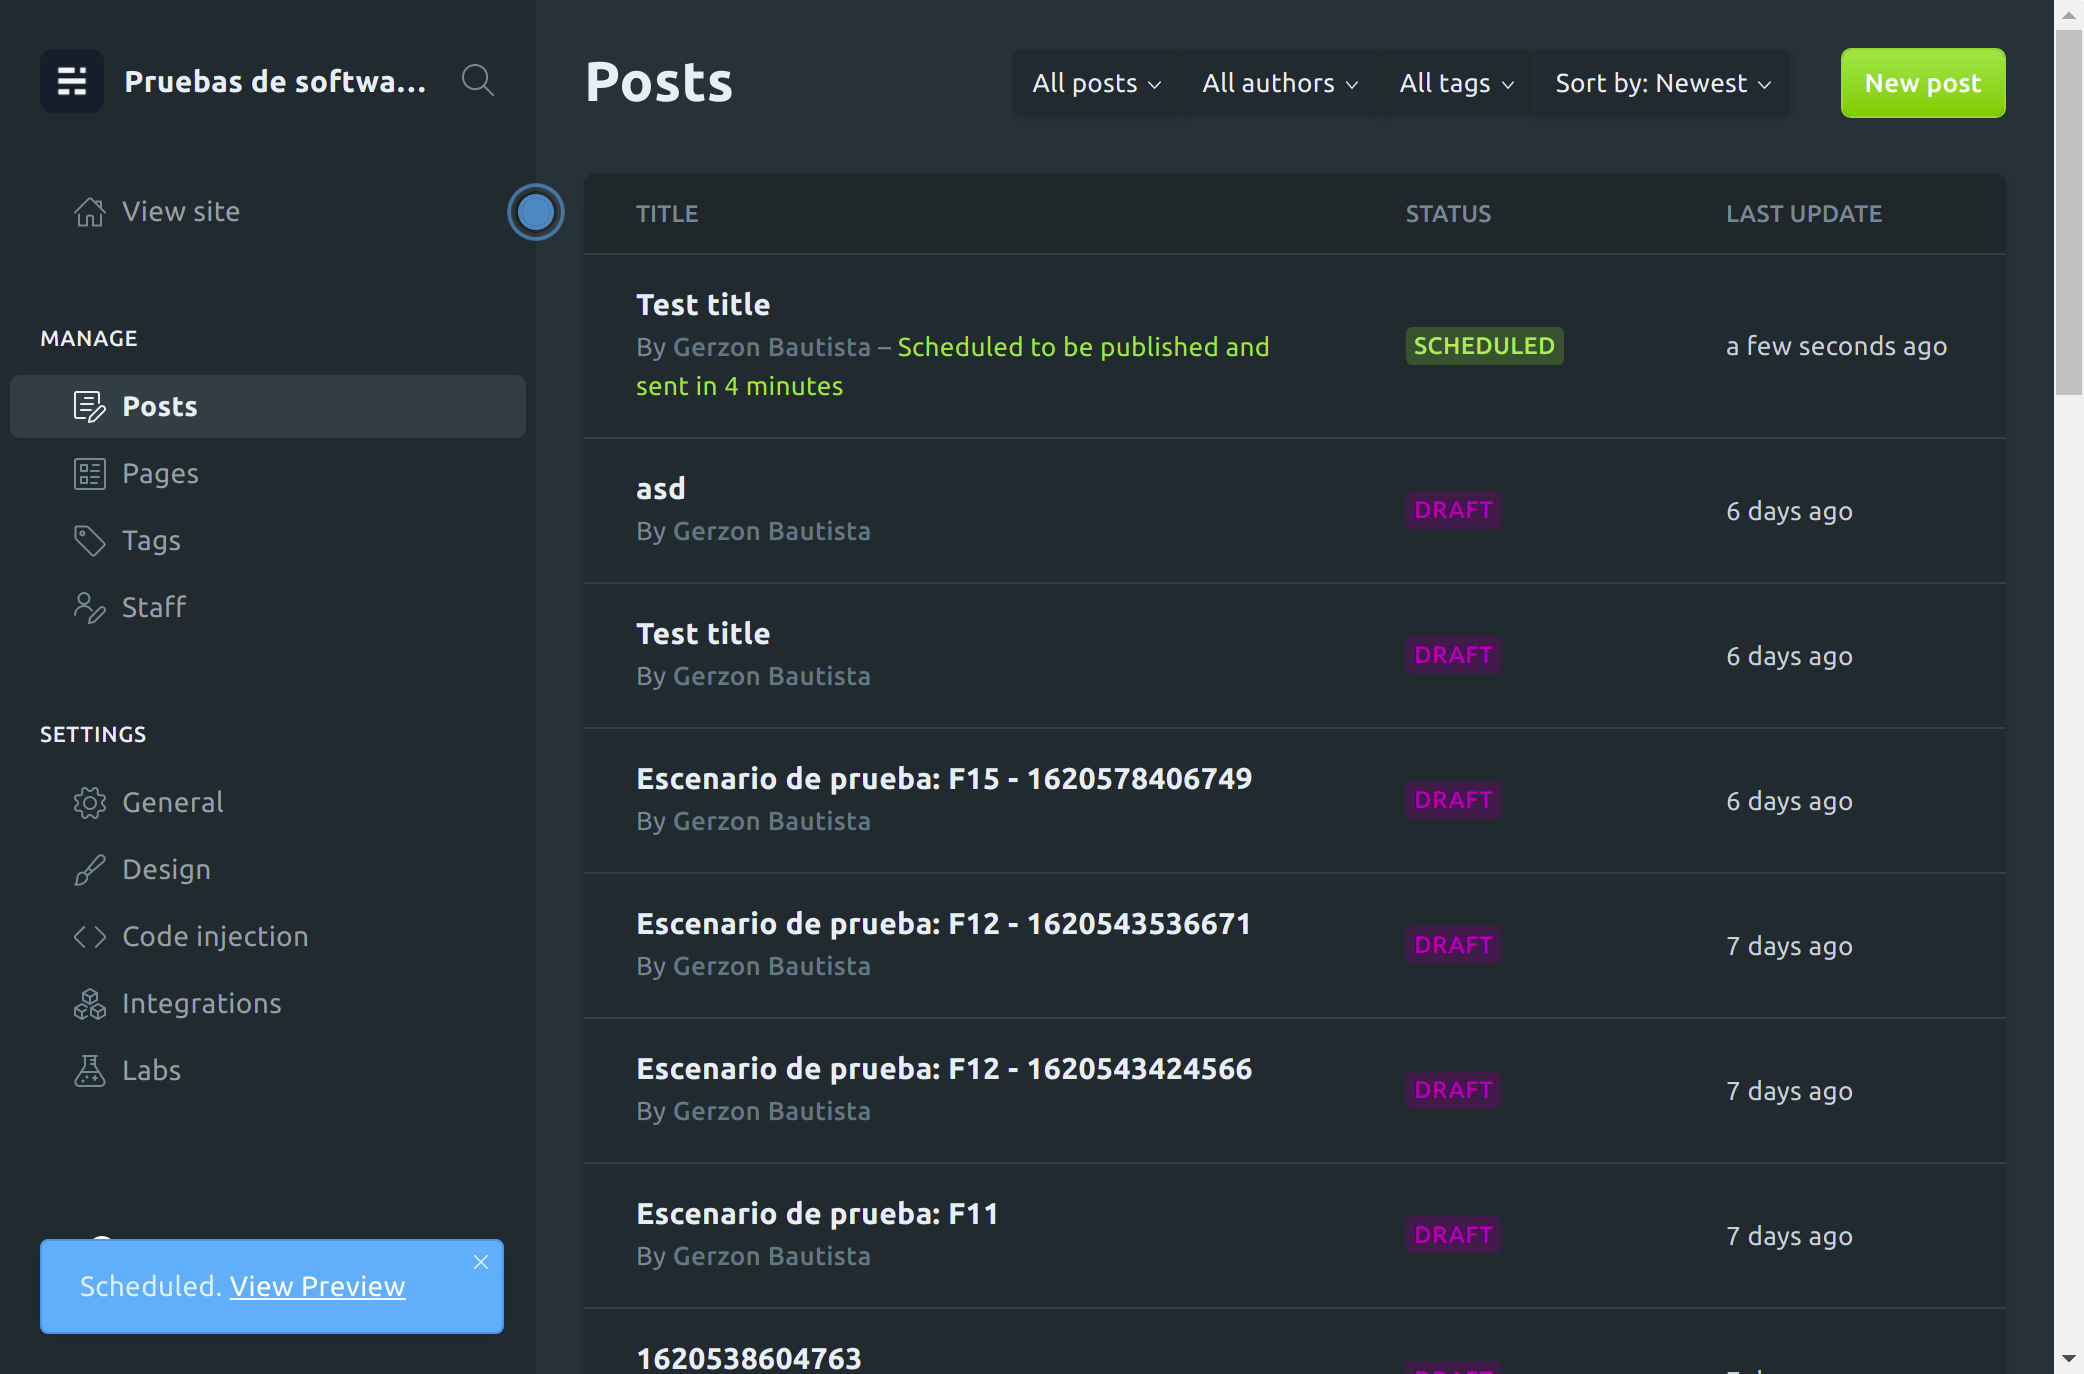 Pruebas de softwa...
View site
MANAGE
Posts
Pages
Tags
Staff
SETTINGS
General
Design
Code injection
Integrations
Labs
Scheduled. View Preview
Posts
All posts
All authors
All tags
Sort by: Newest
New post
TITLE
STATUS
LAST UPDATE
Test title
By Gerzon Bautista – Scheduled to be published and
sent in 4 minutes
SCHEDULED
a few seconds ago
asd
By Gerzon Bautista
DRAFT
6 days ago
Test title
By Gerzon Bautista
DRAFT
6 days ago
Escenario de prueba: F15 - 1620578406749
By Gerzon Bautista
DRAFT
6 days ago
Escenario de prueba: F12 - 1620543536671
By Gerzon Bautista
DRAFT
7 days ago
Escenario de prueba: F12 - 1620543424566
By Gerzon Bautista
DRAFT
7 days ago
Escenario de prueba: F11
By Gerzon Bautista
DRAFT
7 days ago
1620538604763